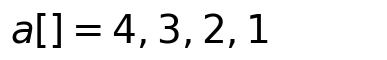 a[] = 4, 3, 2, 1